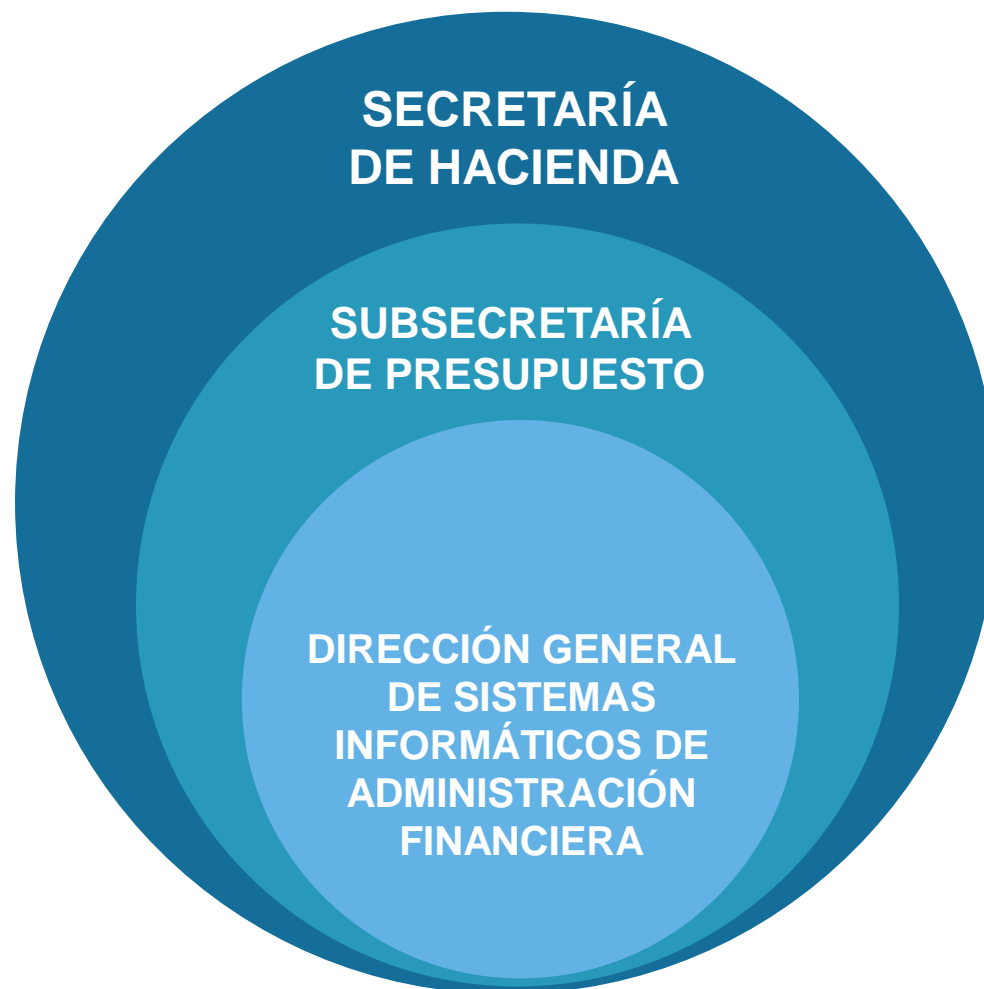 SECRETARÍA
DE HACIENDA
SUBSECRETARÍA
DE PRESUPUESTO
DIRECCIÓN GENERAL
DE SISTEMAS
INFORMÁTICOS DE
ADMINISTRACIÓN
FINANCIERA